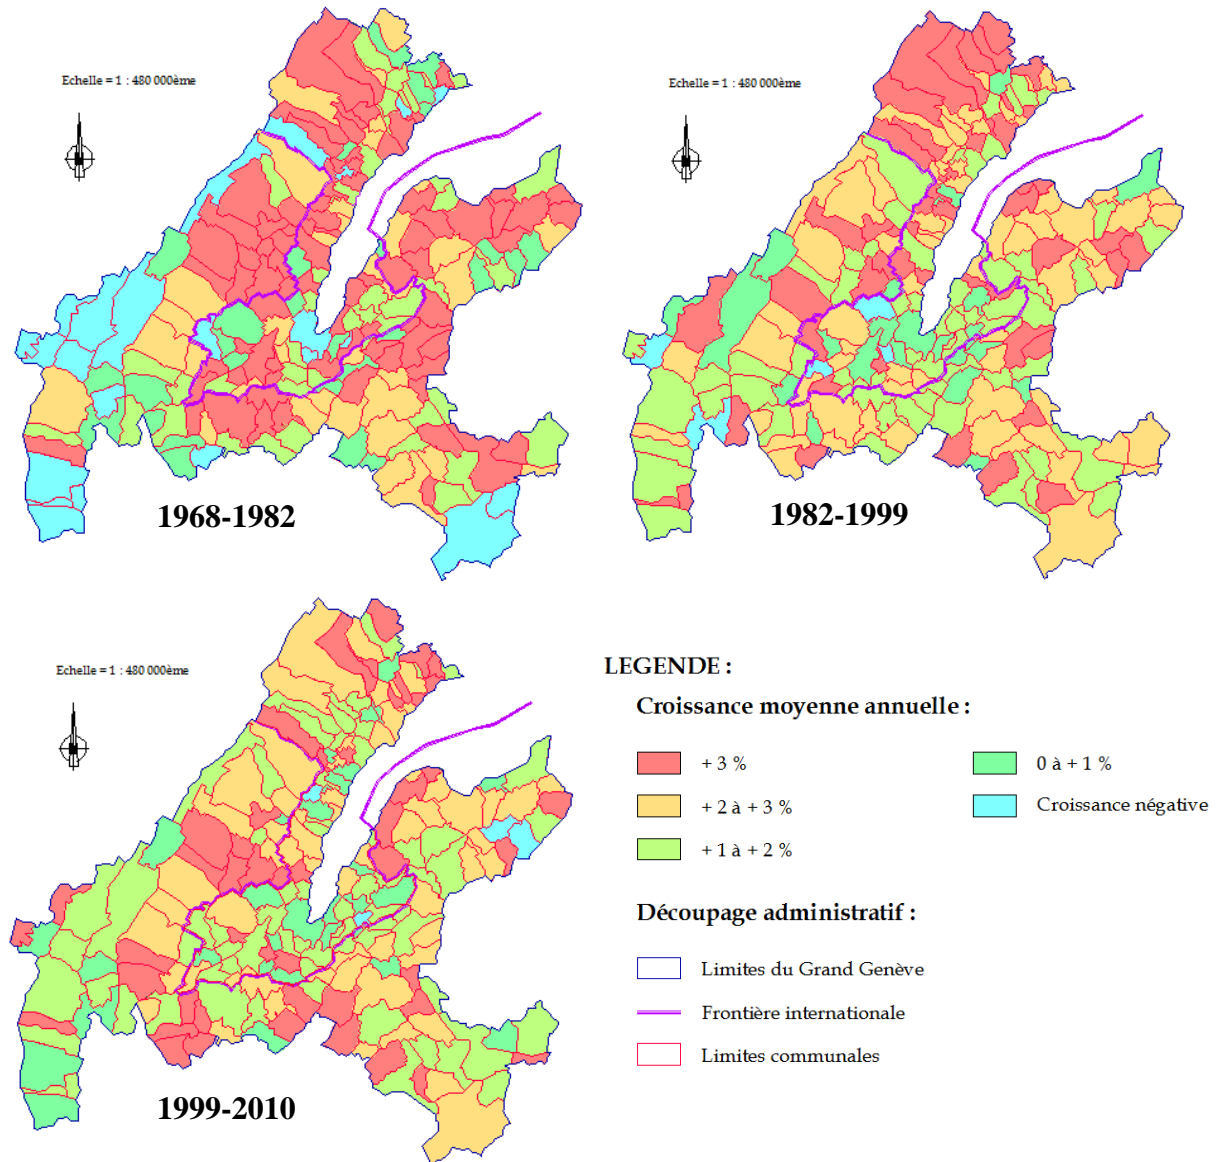 Echelle = 1 : 480 000ème
Echelle = 1 : 480 000ème
1968-1982
1982-1999
Echelle = 1 : 480 000ème
1999-2010
LEGENDE :
Croissance moyenne annuelle :
+ 3 %
0 à + 1 %
+ 2 à + 3 %
Croissance négative
+ 1 à + 2 %
Découpage administratif :
Limites du Grand Genève
Frontière internationale
Limites communales